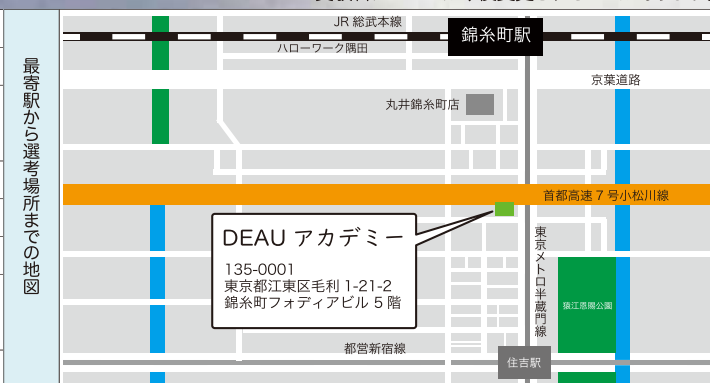 最寄駅から選考場所までの地図
JR 総武本線
錦糸町駅
ハローワーク隅田
京葉道路
丸井錦糸町店
首都高速 7 号小松川線
DEAU アカデミー
135-0001
東京都江東区毛利 1-21-2
錦糸町フォディアビル 5 階
東京メトロ半蔵門線
猿江恩賜公園
都営新宿線
住吉駅